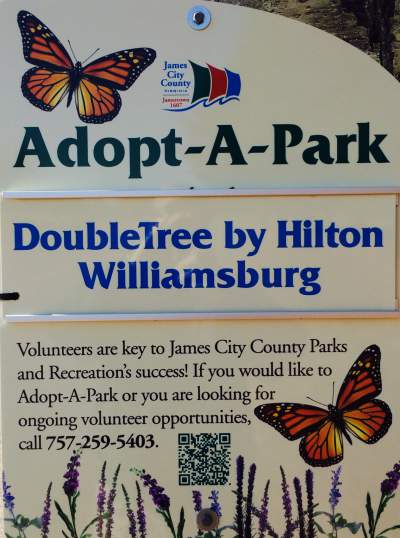 James
City
County
VIRGINIA
Jamestown
1607
Adopt-A-Park
DoubleTree by Hilton
Williamsburg
Volunteers are key to James City County Parks
and Recreation's success! If you would like to
Adopt-A-Park or you are looking for
ongoing volunteer opportunities,
call 757-259-5403.